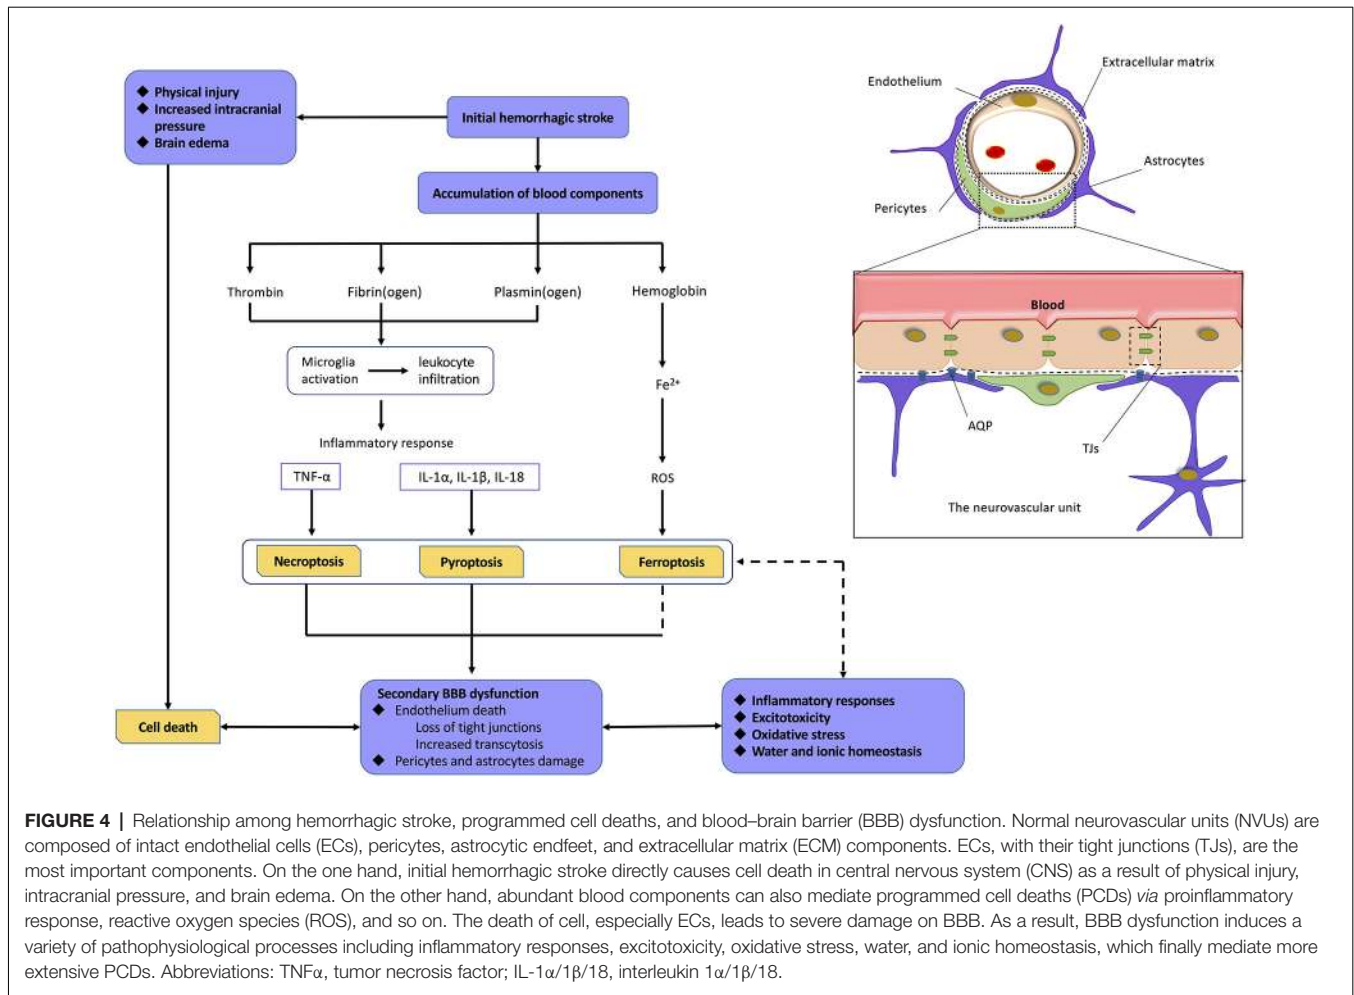 ◆ Physical injury
◆ Increased intracranial
pressure
◆ Brain edema
Initial hemorrhagic stroke
Accumulation of blood components
Thrombin
Fibrin(ogen)
Plasmin(ogen)
Hemoglobin
Microglia
activation
leukocyte
infiltration
Fe²⁺
Inflammatory response
TNF-α
IL-1α, IL-1β, IL-18
ROS
Necroptosis
Pyroptosis
Ferroptosis
Cell death
Secondary BBB dysfunction
◆ Endothelium death
Loss of tight junctions
Increased transcytosis
◆ Pericytes and astrocytes damage
◆ Inflammatory responses
◆ Excitotoxicity
◆ Oxidative stress
◆ Water and ionic homeostasis
Endothelium
Extracellular matrix
Astrocytes
Pericytes
Blood
AQP
TJs
The neurovascular unit
FIGURE 4 | Relationship among hemorrhagic stroke, programmed cell deaths, and blood–brain barrier (BBB) dysfunction. Normal neurovascular units (NVUs) are
composed of intact endothelial cells (ECs), pericytes, astrocytic endfeet, and extracellular matrix (ECM) components. ECs, with their tight junctions (TJs), are the
most important components. On the one hand, initial hemorrhagic stroke directly causes cell death in central nervous system (CNS) as a result of physical injury,
intracranial pressure, and brain edema. On the other hand, abundant blood components can also mediate programmed cell deaths (PCDs) via proinflammatory
response, reactive oxygen species (ROS), and so on. The death of cell, especially ECs, leads to severe damage on BBB. As a result, BBB dysfunction induces a
variety of pathophysiological processes including inflammatory responses, excitotoxicity, oxidative stress, water, and ionic homeostasis, which finally mediate more
extensive PCDs. Abbreviations: TNFα, tumor necrosis factor; IL-1α/1β/18, interleukin 1α/1β/18.